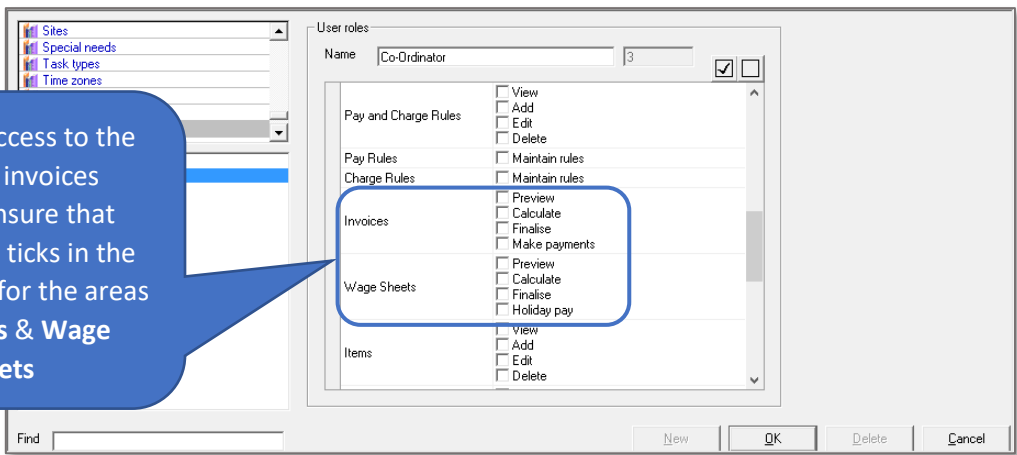 Sites
Special needs
Task types
Time zones
ccess to the
invoices
nsure that
ticks in the
for the areas
s & Wage
ets
Find
User roles
Name Co-Ordinator 3
Pay and Charge Rules
View
Add
Edit
Delete
Pay Rules Maintain rules
Charge Rules Maintain rules
Invoices
Preview
Calculate
Finalise
Make payments
Wage Sheets
Preview
Calculate
Finalise
Holiday pay
Items
View
Add
Edit
Delete
New OK Delete Cancel